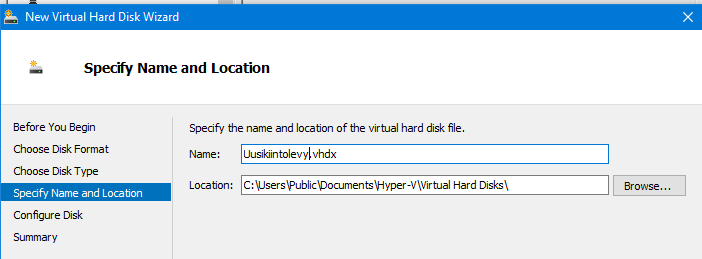 New Virtual Hard Disk Wizard
Specify Name and Location
Before You Begin
Choose Disk Format
Choose Disk Type
Specify Name and Location
Configure Disk
Summary
Specify the name and location of the virtual hard disk file.
Name: Uusikiintolevy.vhdx
Location: C:\Users\Public\Documents\Hyper-V\Virtual Hard Disks\ Browse...